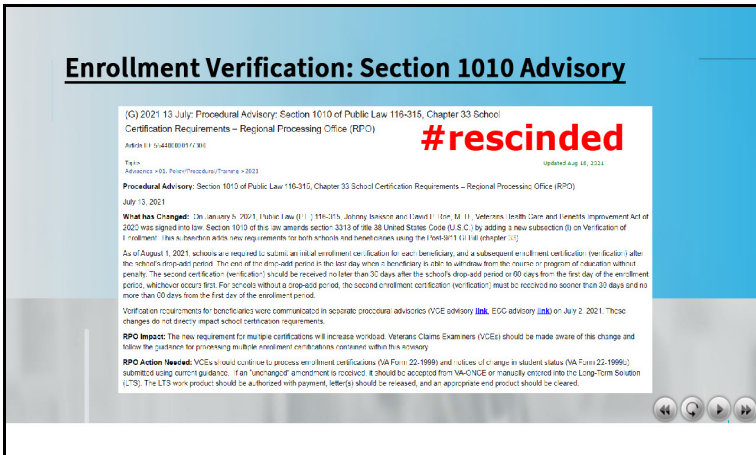 Enrollment Verification: Section 1010 Advisory
(G) 2021 13 July: Procedural Advisory: Section 1010 of Public Law 116-315, Chapter 33 School
Certification Requirements – Regional Processing Office (RPO)
#rescinded
Article ID:
Topics
Updated Aug 18, 2021
Advisories > 01. Policy/Procedural/Training > 2021
Procedural Advisory: Section 1010 of Public Law 116-315, Chapter 33 School Certification Requirements – Regional Processing Office (RPO)
July 13, 2021
What has Changed: On January 5, 2021, Public Law (P.L.) 116-315, Johnny Isakson and David P. Roe, M. D., Veterans Health Care and Benefits Improvement Act of
2020 was signed into law. Section 1010 of this law amends section 3313 of title 38 United States Code (U.S.C.) by adding a new subsection (l) on Verification of
Enrollment. This subsection adds new requirements for both schools and beneficiaries using the Post-9/11 GI Bill (chapter 33)
As of August 1, 2021, schools are required to submit an initial enrollment certification for each beneficiary, and a subsequent enrollment certification (verification) after
the school's drop-add period. The end of the drop-add period is the last day when a beneficiary is able to withdraw from the course or program of education without
penalty. The second certification (verification) should be received no later than 30 days after the school's drop-add period or 60 days from the first day of the enrollment
period, whichever occurs first. For schools without a drop-add period, the second enrollment certification (verification) must be received no sooner than 30 days and no
more than 60 days from the first day of the enrollment period.
Verification requirements for beneficiaries were communicated in separate procedural advisories (VCE advisory link, ECC advisory link) on July 2, 2021. These
changes do not directly impact school certification requirements.
RPO Impact: The new requirement for multiple certifications will increase workload. Veterans Claims Examiners (VCEs) should be made aware of this change and
follow the guidance for processing multiple enrollment certifications contained within this advisory.
RPO Action Needed: VCEs should continue to process enrollment certifications (VA Form 22-1999) and notices of change in student status (VA Form 22-1999b)
submitted using current guidance. If an "unchanged" amendment is received, it should be accepted from VA-ONCE or manually entered into the Long-Term Solution
(LTS). The LTS work product should be authorized with payment, letter(s) should be released, and an appropriate end product should be cleared.